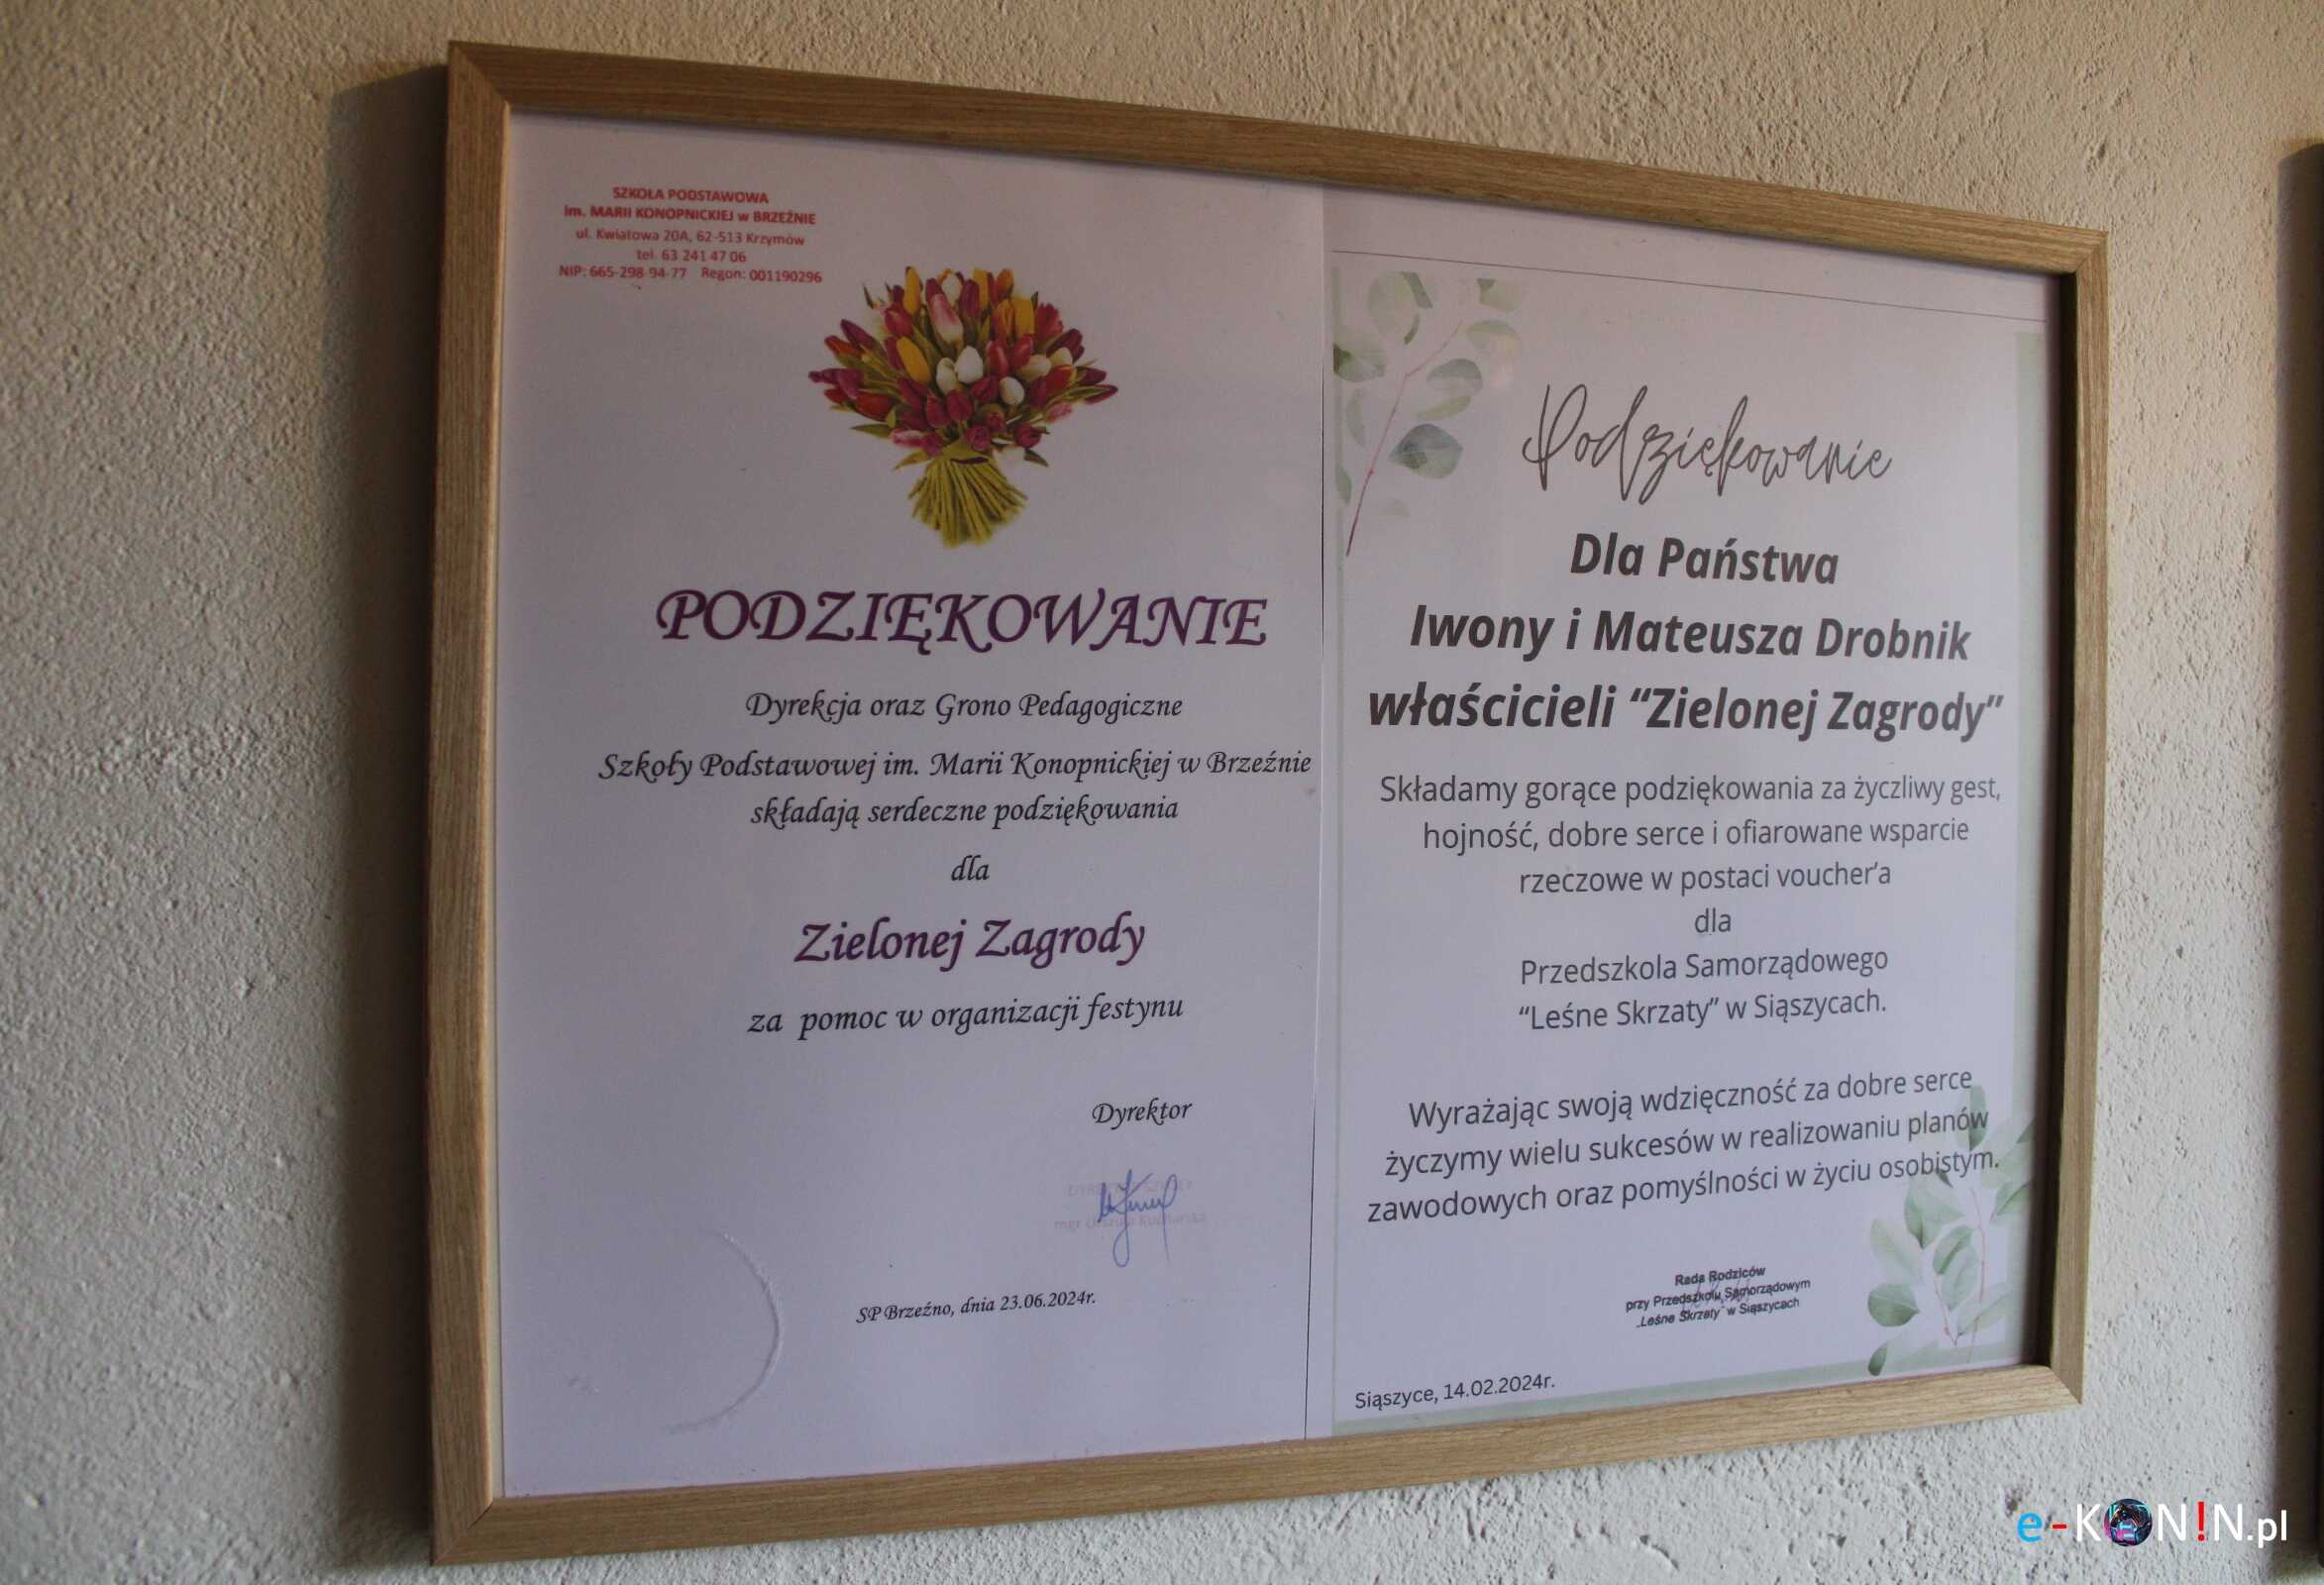 SZKOŁA PODSTAWOWA
im. MARII KONOPNICKIEJ w BRZEŹNIE
ul. Kwiatowa 20A, 62-513 Krzymów
tel. 63 241 47 06
NIP: 665-298-94-77 Regon: 001190296
PODZIĘKOWANIE
Dyrekcja oraz Grono Pedagogiczne
Szkoły Podstawowej im. Marii Konopnickiej w Brzeźnie
składają serdeczne podziękowania
dla
Zielonej Zagrody
za pomoc w organizacji festynu
Dyrektor
mgr
SP Brzeźno, dnia 23.06.2024r.
Podziękowanie
Dla Państwa
Iwony i Mateusza Drobnik
właścicieli “Zielonej Zagrody”
Składamy gorące podziękowania za życzliwy gest,
hojność, dobre serce i ofiarowane wsparcie
rzeczowe w postaci voucher’a
dla
Przedszkola Samorządowego
“Leśne Skrzaty” w Siąszycach.
Wyrażając swoją wdzięczność za dobre serce
życzymy wielu sukcesów w realizowaniu planów
zawodowych oraz pomyślności w życiu osobistym.
Rada Rodziców
przy Przedszkolu Samorządowym
„Leśne Skrzaty” w Siąszycach
Siąszyce, 14.02.2024r.
e-KON!N.pl